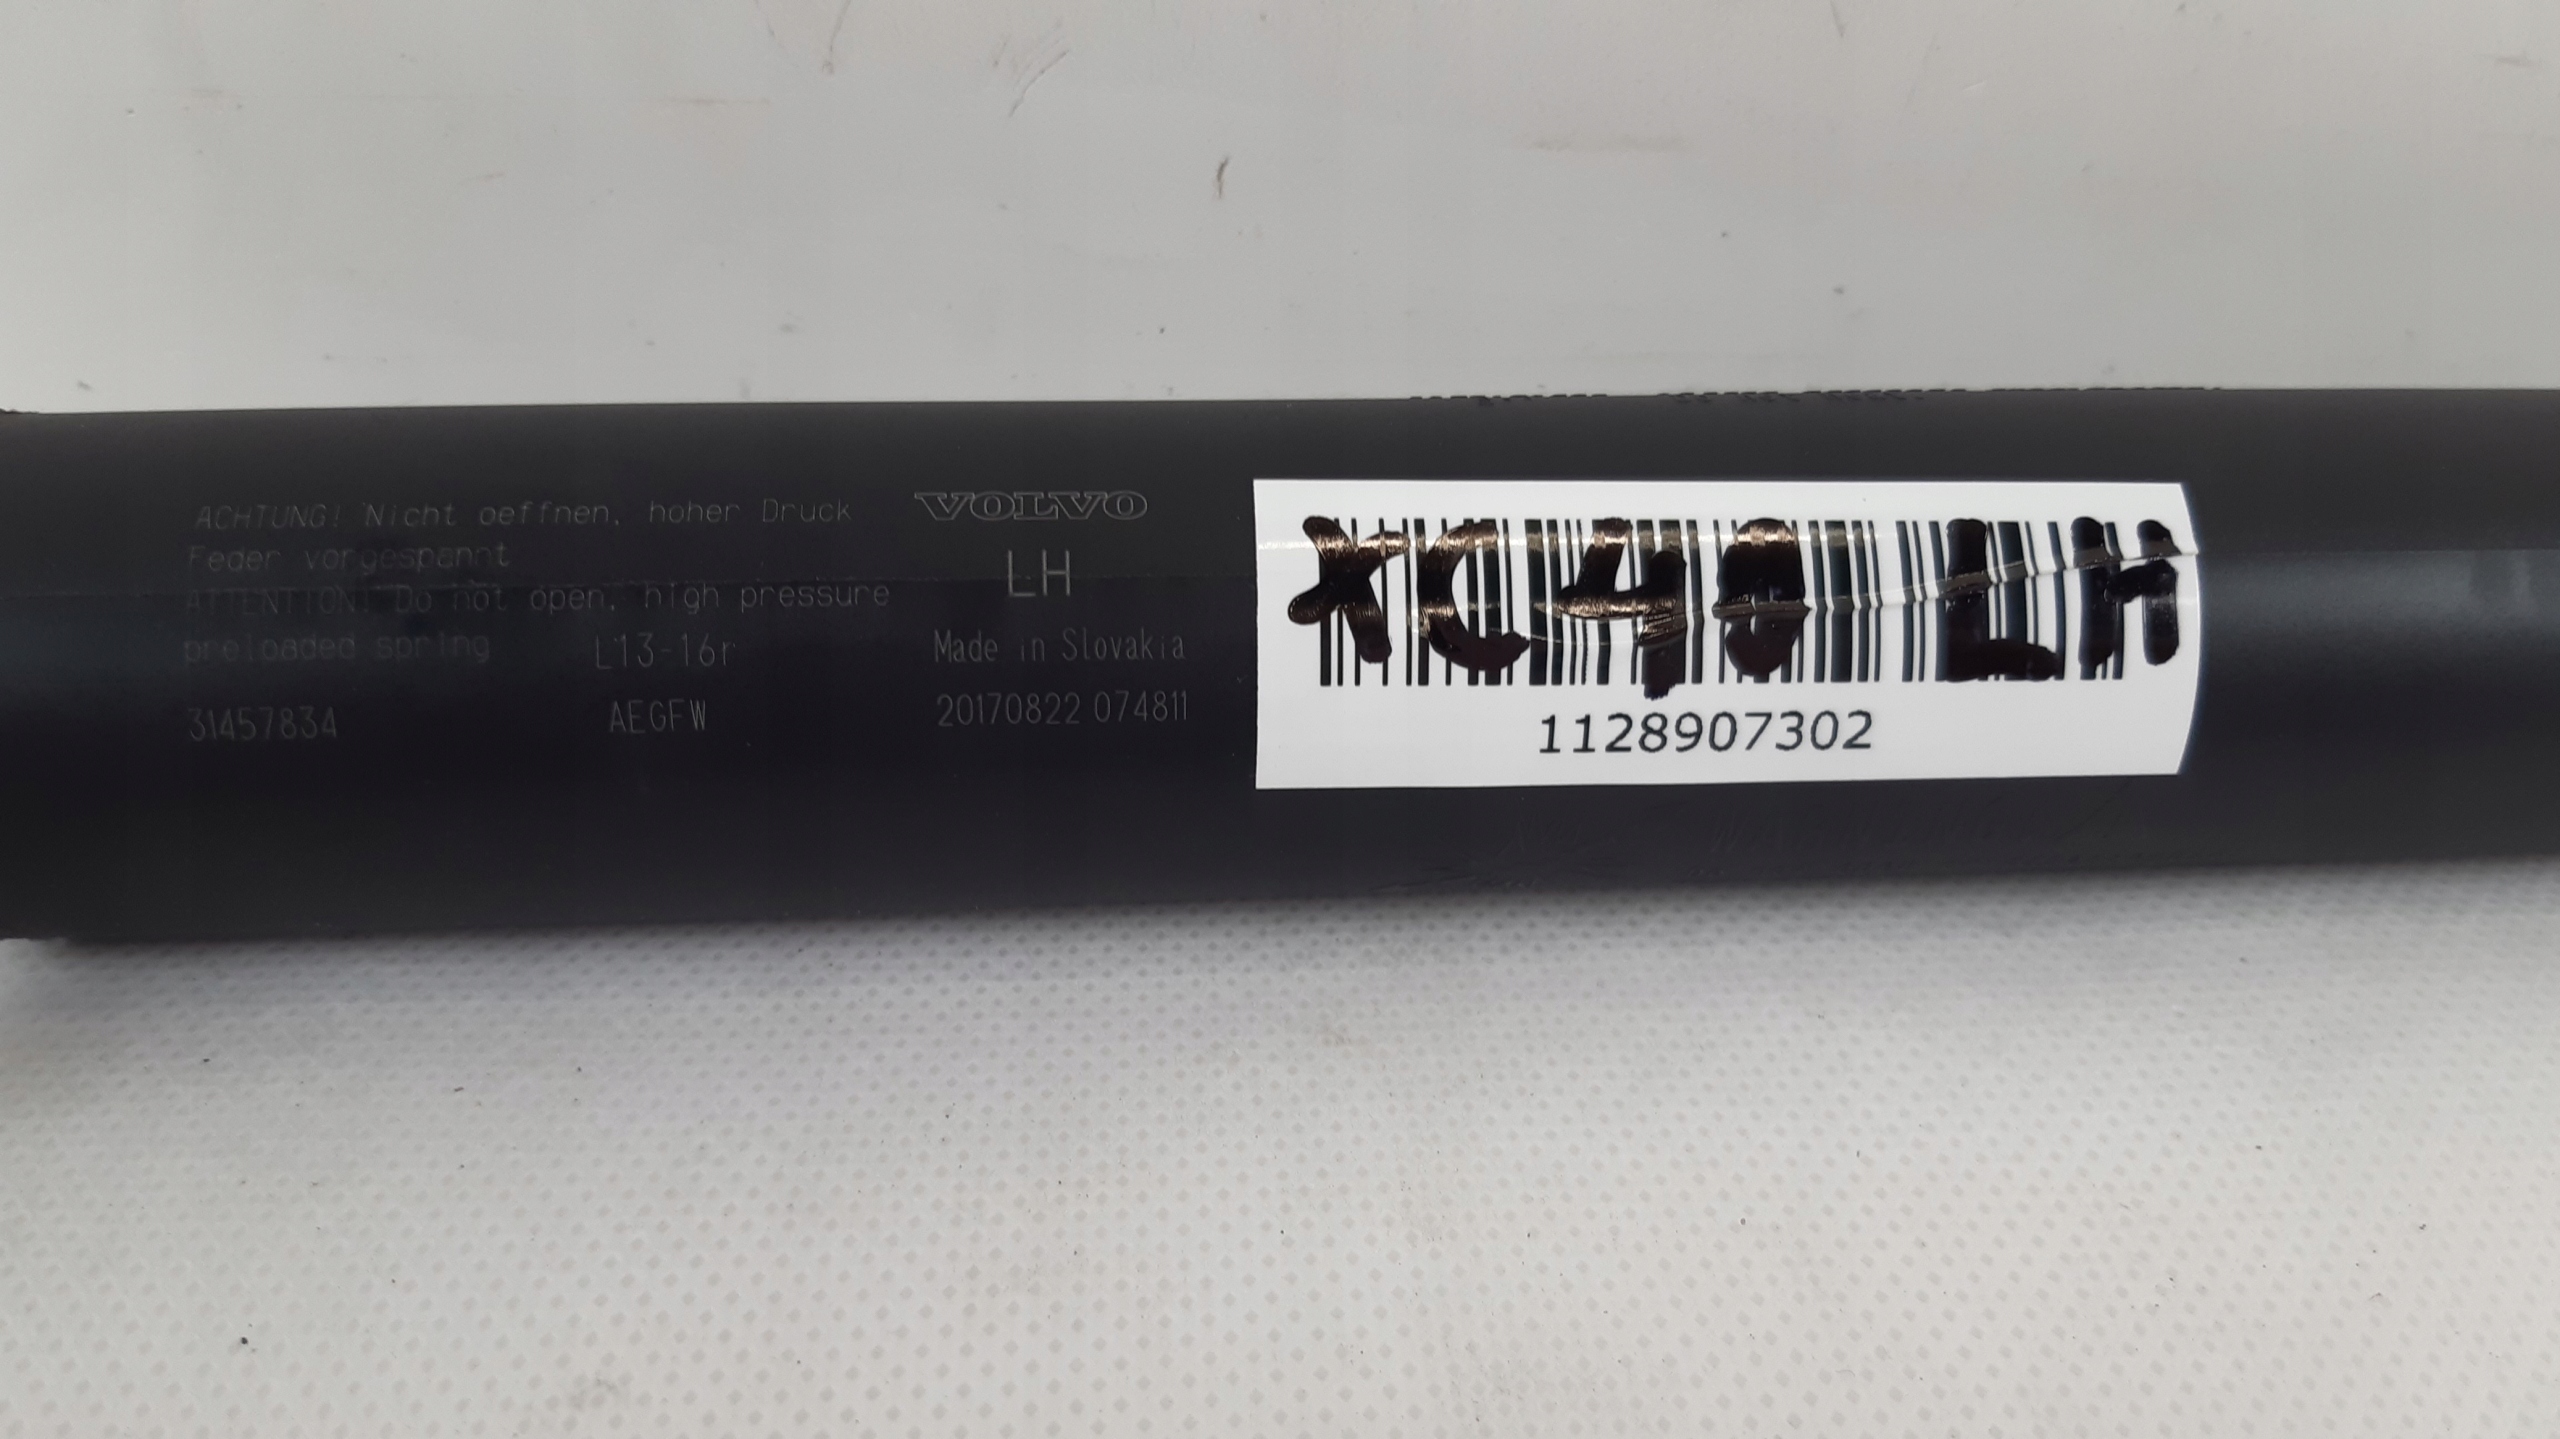 ACHTUNG! Nicht oeffnen, hoher Druck
Feder vorgespannt
ATTENTION! Do not open, high pressure
preloaded spring
L13-16r
31457834
AEGFW
VOLVO
LH
Made in Slovakia
20170822 074811
XC40 LH
1128907302